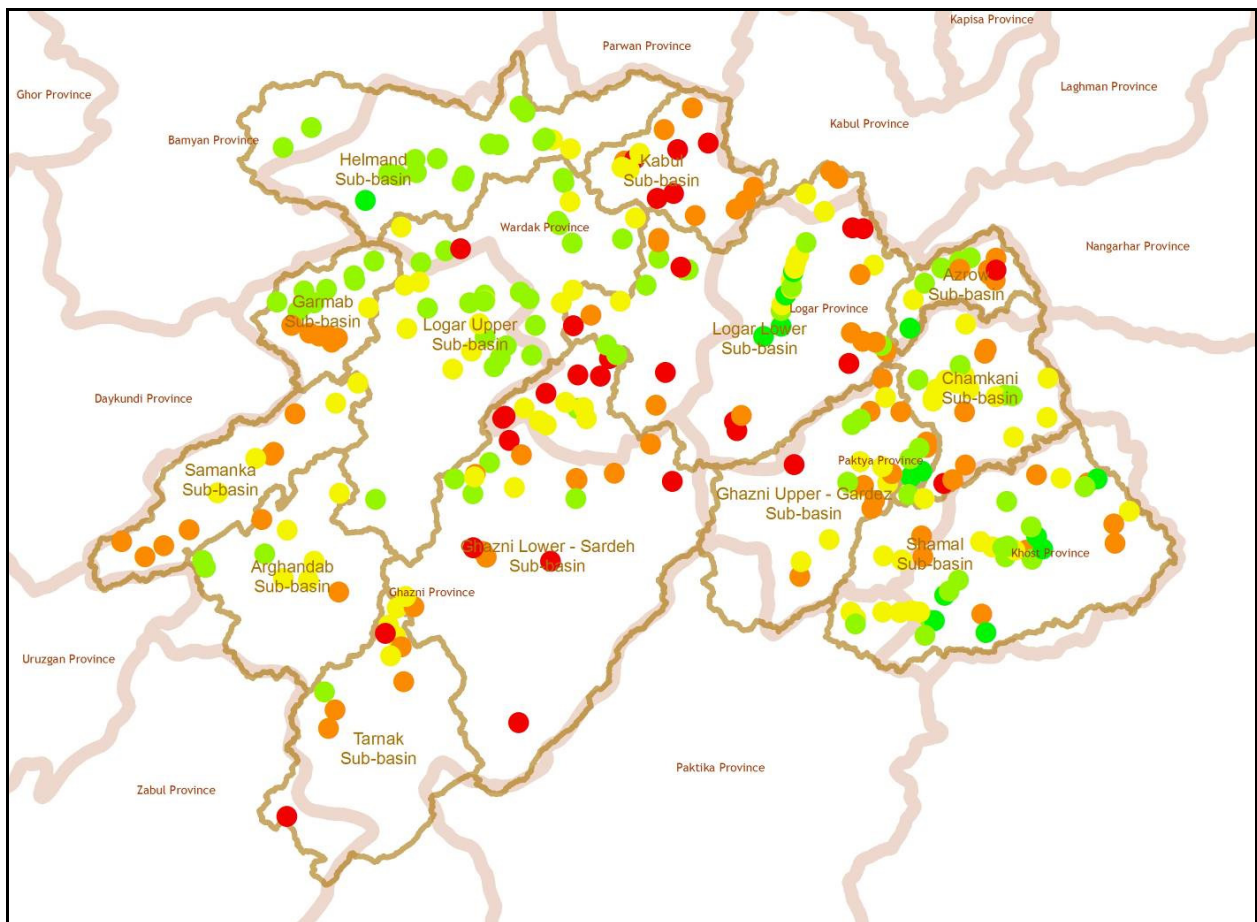 Kapisa Province
Parwan Province
Ghor Province
Laghman Province
Kabul Province
Bamyan Province
Helmand
Sub-basin
Kabul
Sub-basin
Wardak Province
Nangarhar Province
Azrow
Sub-basin
Garmab
Sub-basin
Logar Province
Logar Upper
Sub-basin
Logar Lower
Sub-basin
Chamkani
Sub-basin
Daykundi Province
Paktya Province
Samanka
Sub-basin
Ghazni Upper - Gardez
Sub-basin
Ghazni Lower - Sardeh
Sub-basin
Shamal
Sub-basin
Khost Province
Arghandab
Sub-basin
Ghazni Province
Uruzgan Province
Tarnak
Sub-basin
Paktika Province
Zabul Province